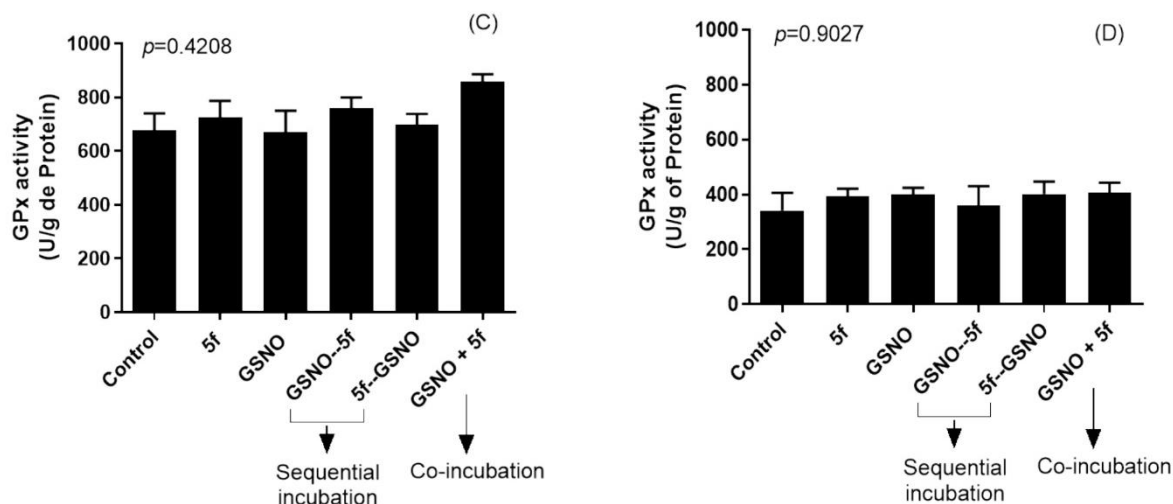 (C)
p=0.4208
GPx activity
(U/g de Protein)
1000
800
600
400
200
0
Control
5f
GSNO
GSNO--5f
5f--GSNO
GSNO + 5f
Sequential
incubation
Co-incubation
(D)
p=0.9027
GPx activity
(U/g of Protein)
1000
800
600
400
200
0
Control
5f
GSNO
GSNO--5f
5f--GSNO
GSNO + 5f
Sequential
incubation
Co-incubation